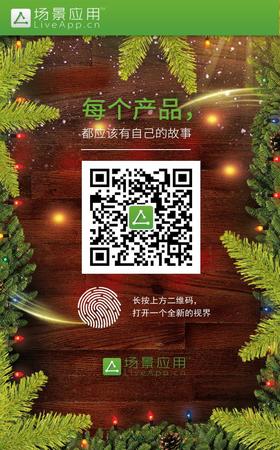 场景应用™
LiveApp.cn
每个产品，
都应该有自己的故事
长按上方二维码，
打开一个全新的视界
场景应用
LiveApp.cn